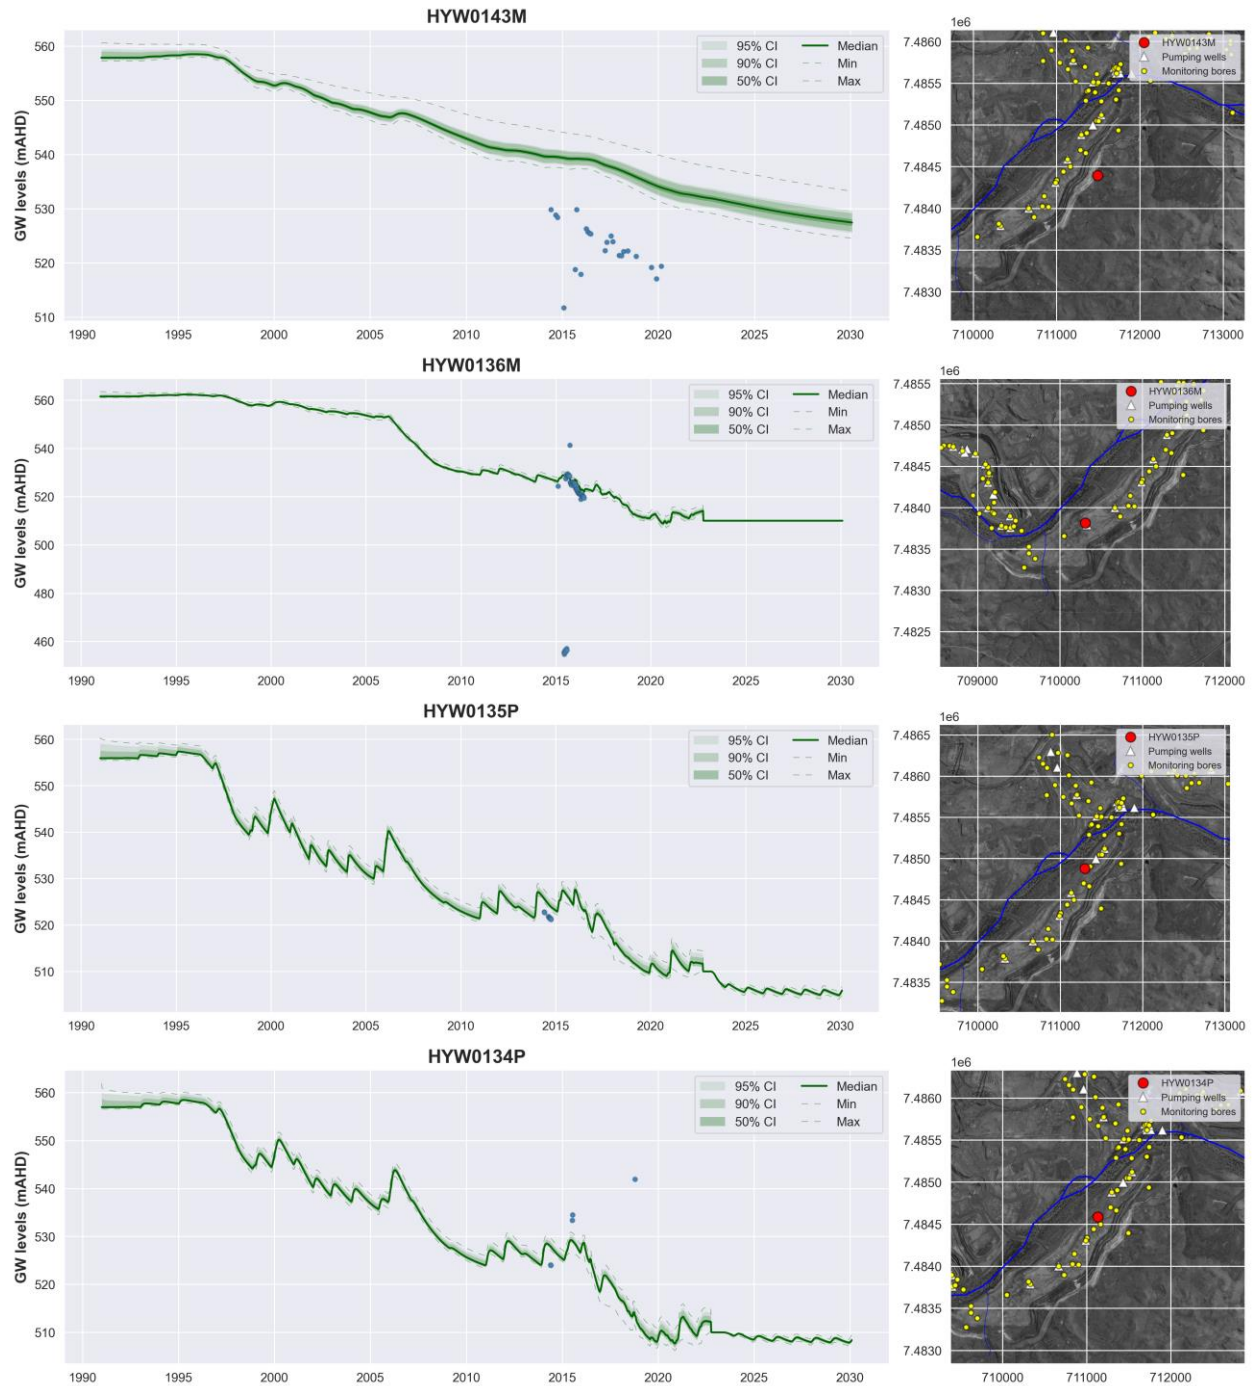 HYW0143M
GW levels (mAHD)
560
550
540
530
520
510
1990 1995 2000 2005 2010 2015 2020 2025 2030
95% CI Median
90% CI Min
50% CI Max
1e6
7.4860
7.4855
7.4850
7.4845
7.4840
7.4835
7.4830
710000 711000 712000 713000
HYW0143M
Pumping wells
Monitoring bores
HYW0136M
GW levels (mAHD)
560
540
520
500
480
460
1990 1995 2000 2005 2010 2015 2020 2025 2030
95% CI Median
90% CI Min
50% CI Max
1e6
7.4855
7.4850
7.4845
7.4840
7.4835
7.4830
7.4825
709000 710000 711000 712000
HYW0136M
Pumping wells
Monitoring bores
HYW0135P
GW levels (mAHD)
560
550
540
530
520
510
1990 1995 2000 2005 2010 2015 2020 2025 2030
95% CI Median
90% CI Min
50% CI Max
1e6
7.4865
7.4860
7.4855
7.4850
7.4845
7.4840
7.4835
710000 711000 712000 713000
HYW0135P
Pumping wells
Monitoring bores
HYW0134P
GW levels (mAHD)
560
550
540
530
520
510
1990 1995 2000 2005 2010 2015 2020 2025 2030
95% CI Median
90% CI Min
50% CI Max
1e6
7.4860
7.4855
7.4850
7.4845
7.4840
7.4835
7.4830
710000 711000 712000
HYW0134P
Pumping wells
Monitoring bores